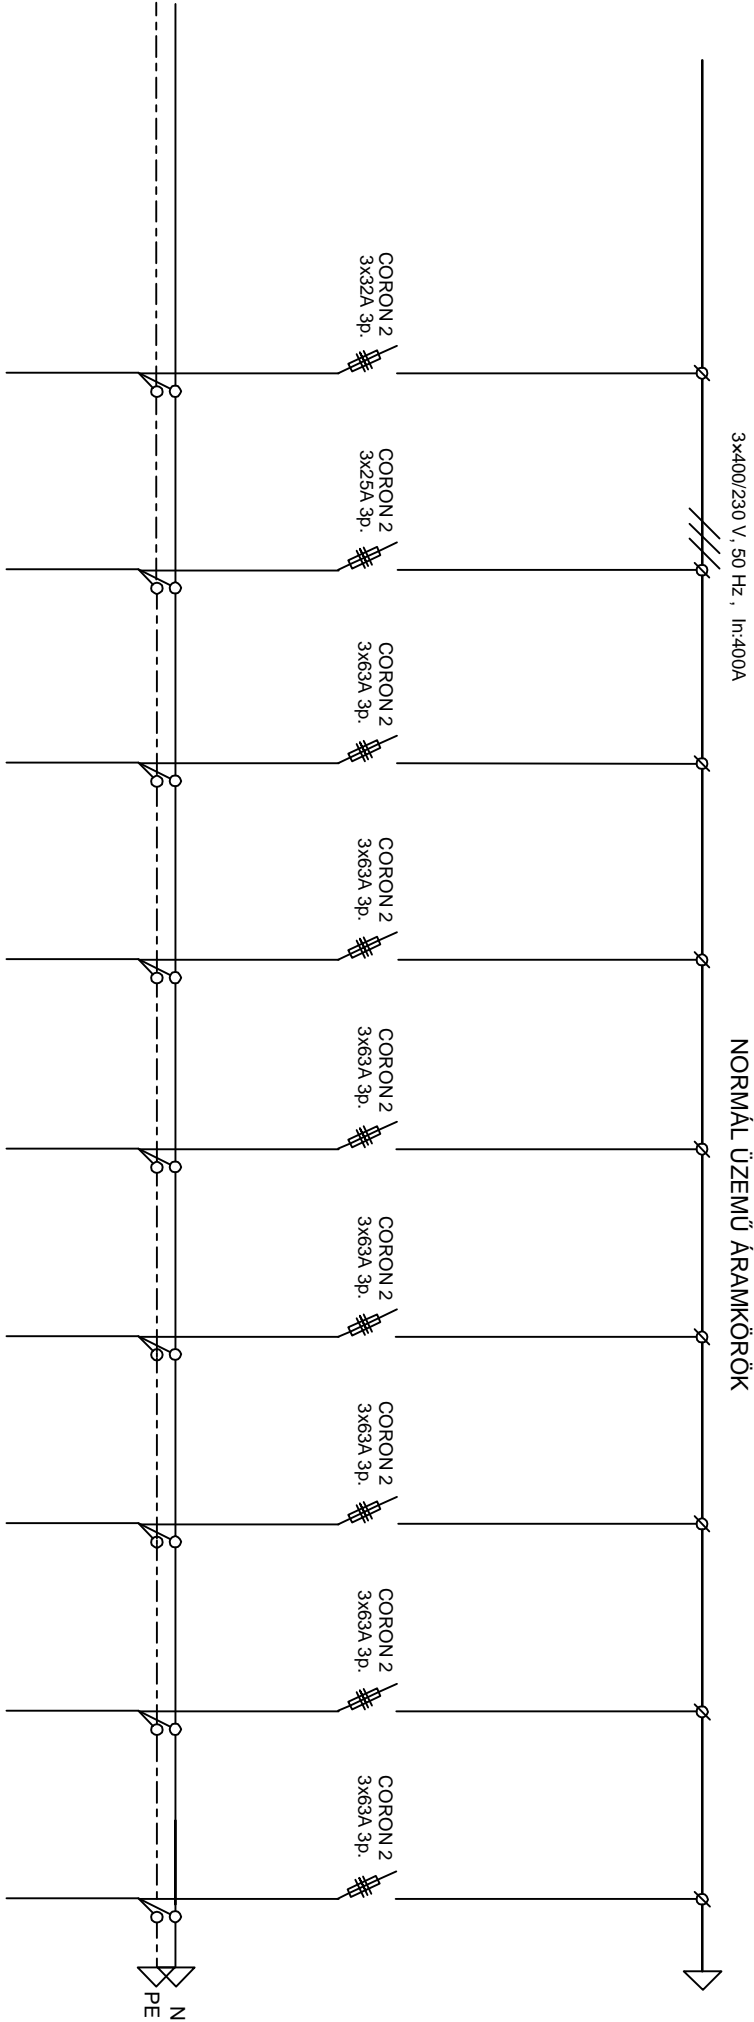 NORMÁL ÜZEMŰ ÁRAMKÖRÖK
3x400/230 V, 50 Hz , In:400A
CORON 2
3x32A 3p.
CORON 2
3x25A 3p.
CORON 2
3x63A 3p.
CORON 2
3x63A 3p.
CORON 2
3x63A 3p.
CORON 2
3x63A 3p.
CORON 2
3x63A 3p.
CORON 2
3x63A 3p.
CORON 2
3x63A 3p.
N
PE